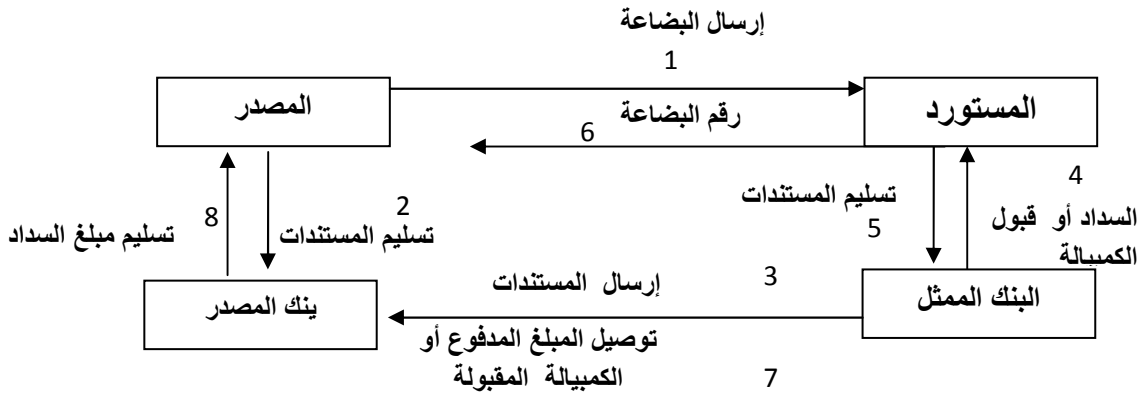 إرسال البضاعة
1
المستورد
المصدر
رقم البضاعة
6
4
السداد أو قبول
الكمبيالة
تسليم المستندات
5
2
تسليم المستندات
8
تسليم مبلغ السداد
3
إرسال المستندات
البنك الممثل
ينك المصدر
توصيل المبلغ المدفوع أو
الكمبيالة المقبولة
7